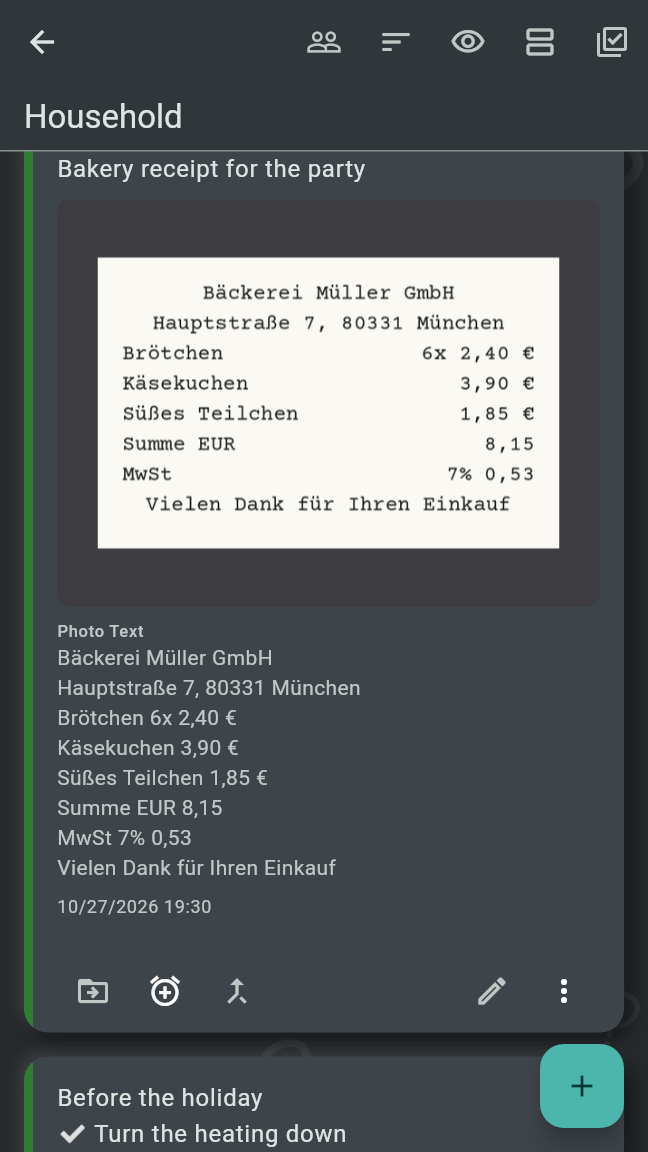 Household
Bakery receipt for the party
Bäckerei Müller GmbH
Hauptstraße 7, 80331 München
Brötchen 6x 2,40 €
Käsekuchen 3,90 €
Süßes Teilchen 1,85 €
Summe EUR 8,15
MwSt 7% 0,53
Vielen Dank für Ihren Einkauf
Photo Text
Bäckerei Müller GmbH
Hauptstraße 7, 80331 München
Brötchen 6x 2,40 €
Käsekuchen 3,90 €
Süßes Teilchen 1,85 €
Summe EUR 8,15
MwSt 7% 0,53
Vielen Dank für Ihren Einkauf
10/27/2026 19:30
Before the holiday
Turn the heating down